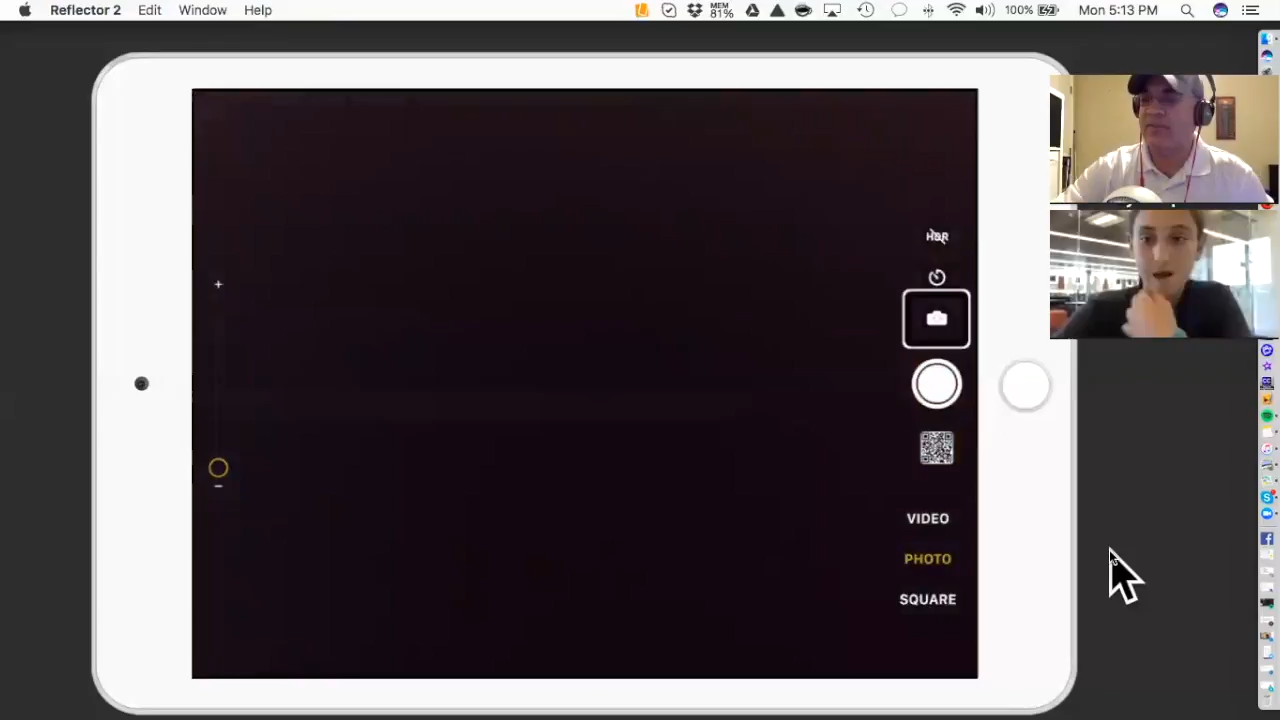 Reflector 2 Edit Window Help MEM 81% 100% Mon 5:13 PM
HDR
VIDEO
PHOTO
SQUARE